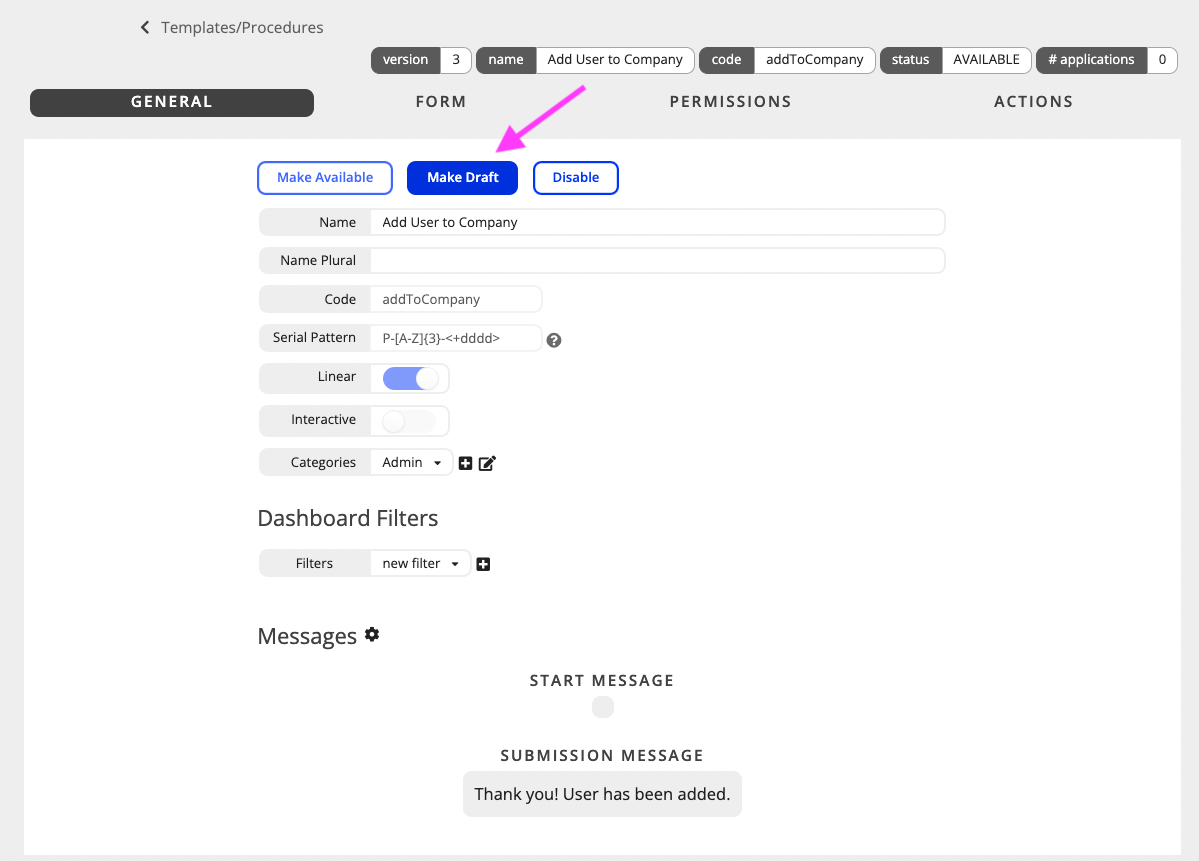 Templates/Procedures
version 3 name Add User to Company code addToCompany status AVAILABLE # applications 0
GENERAL FORM PERMISSIONS ACTIONS
Make Available Make Draft Disable
Name Add User to Company
Name Plural
Code addToCompany
Serial Pattern P-[A-Z]{3}-<+dddd> ?
Linear
Interactive
Categories Admin
Dashboard Filters
Filters new filter
Messages
START MESSAGE
SUBMISSION MESSAGE
Thank you! User has been added.